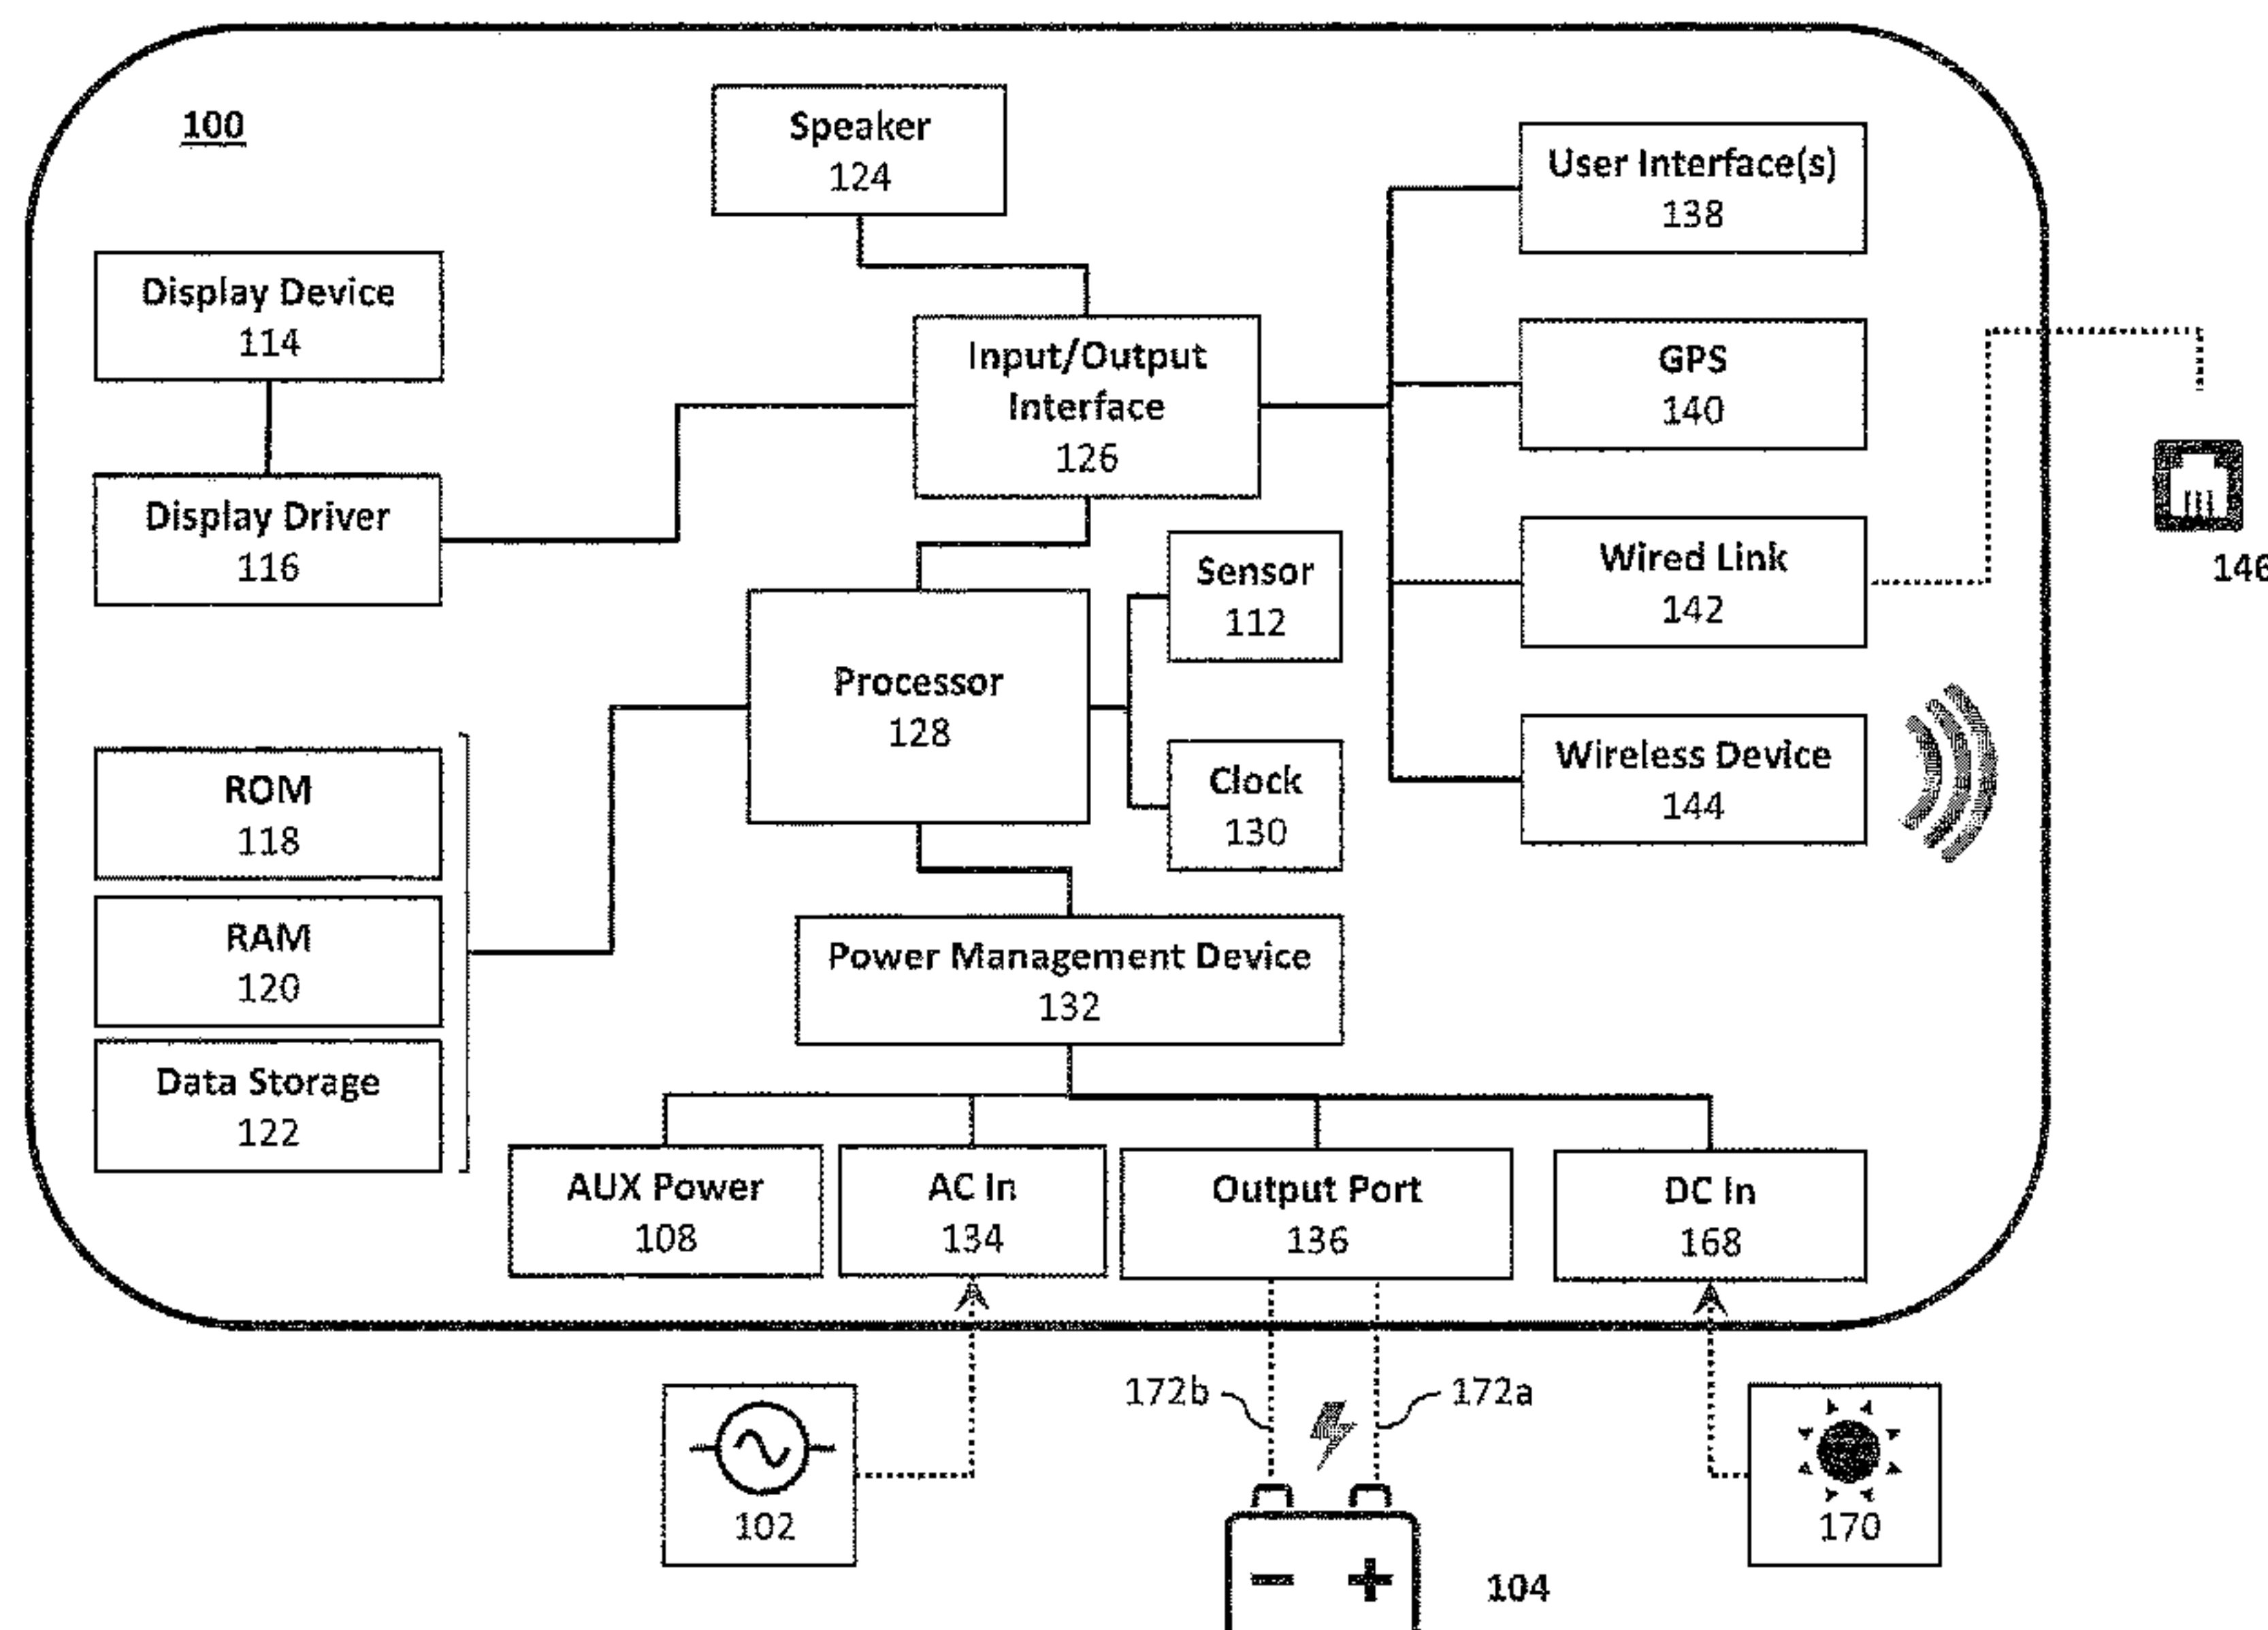 100
Speaker
124
User Interface(s)
138
Display Device
114
Input/Output
Interface
126
GPS
140
Display Driver
116
Sensor
112
Wired Link
142
146
Processor
128
Clock
130
Wireless Device
144
ROM
118
RAM
120
Data Storage
122
Power Management Device
132
AUX Power
108
AC In
134
Output Port
136
DC In
168
172b
172a
102
170
- +
104